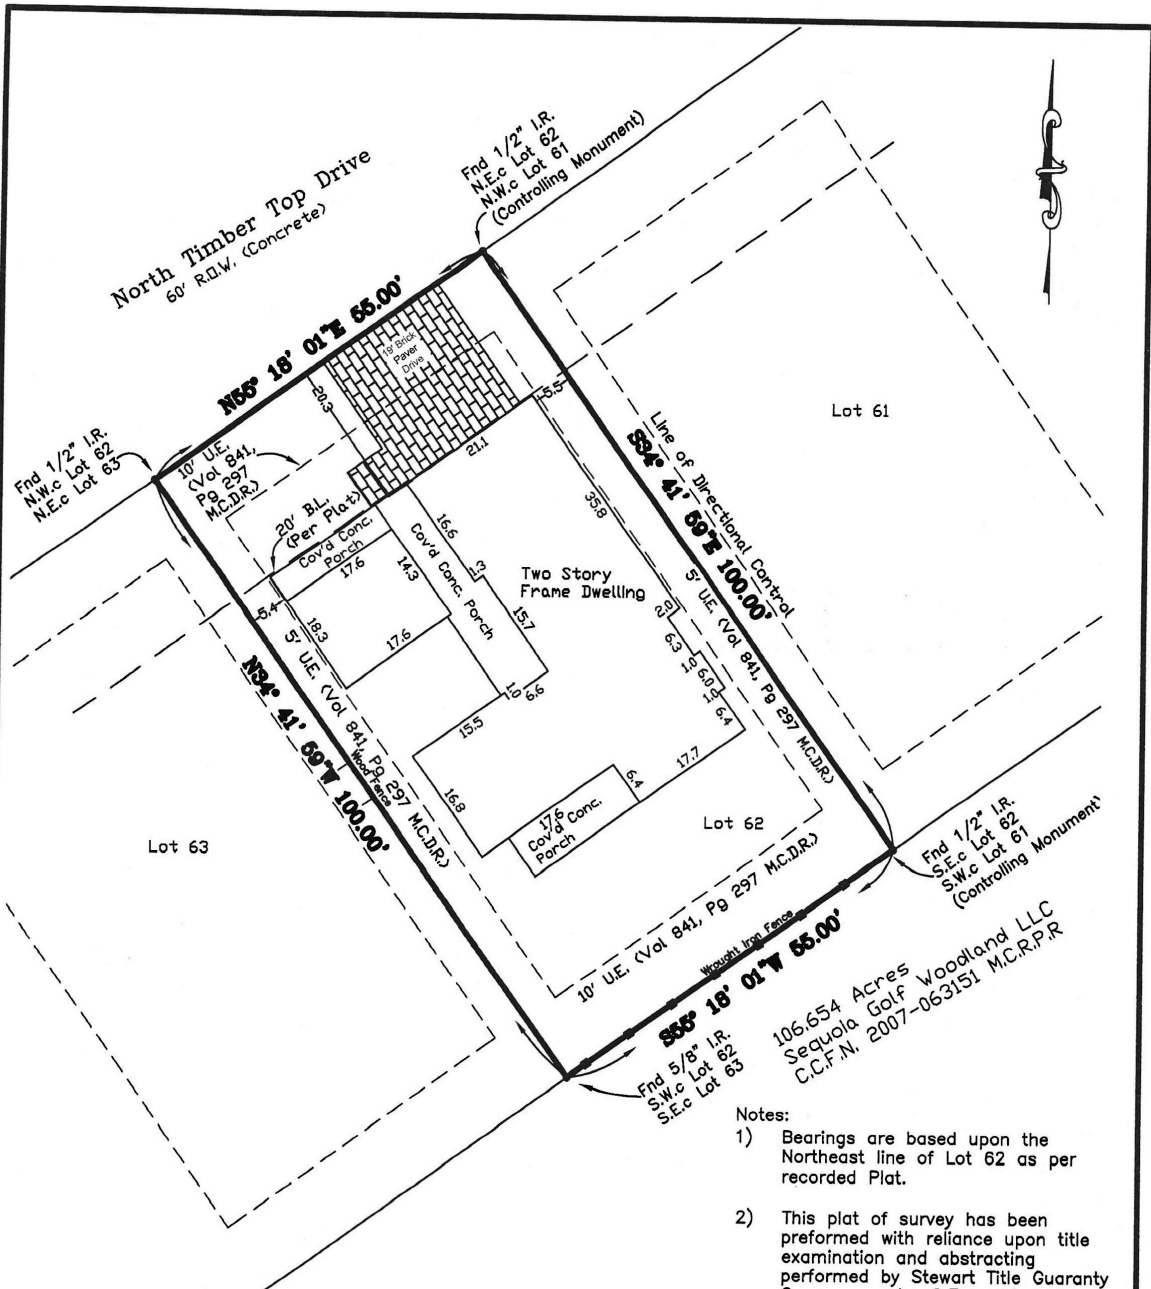 North Timber Top Drive
60' R.O.W. (Concrete)
Fnd 1/2" I.R.
N.E.c Lot 62
N.W.c Lot 61
(Controlling Monument)
N55° 18' 01"E 55.00'
19' Brick
Paver
Drive
20.3
Fnd 1/2" I.R.
N.W.c Lot 62
N.E.c Lot 63
10' U.E.
(Vol 841,
Pg 297
M.C.D.R.)
20' B.L.
(Per Plat)
21.1
5.5
Lot 61
Line of Directional Control
S34° 41' 59"E 100.00'
5' U.E. (Vol 841, Pg 297 M.C.D.R.)
35.8
Cov'd Conc.
Porch
17.6
14.3
Cov'd Conc. Porch
16.6
1.3
15.7
Two Story
Frame Dwelling
5.4
18.3
17.6
2.0
6.3
1.0
6.0
1.0
6.4
1.0
6.6
15.5
5' U.E. (Vol 841, Pg 297 M.C.D.R.)
N34° 41' 59"W 100.00'
Wood Fence
16.8
17.7
6.4
17.6
Cov'd Conc.
Porch
Lot 62
Lot 63
Fnd 1/2" I.R.
S.E.c Lot 62
S.W.c Lot 61
(Controlling Monument)
10' U.E. (Vol 841, Pg 297 M.C.D.R.)
Wrought Iron Fence
S55° 18' 01"W 55.00'
106.654 Acres
Sequoia Golf Woodland LLC
C.C.F.N. 2007-063151 M.C.R.P.R
Fnd 5/8" I.R.
S.W.c Lot 62
S.E.c Lot 63
Notes:
1) Bearings are based upon the
Northeast line of Lot 62 as per
recorded Plat.
2) This plat of survey has been
preformed with reliance upon title
examination and abstracting
performed by Stewart Title Guaranty